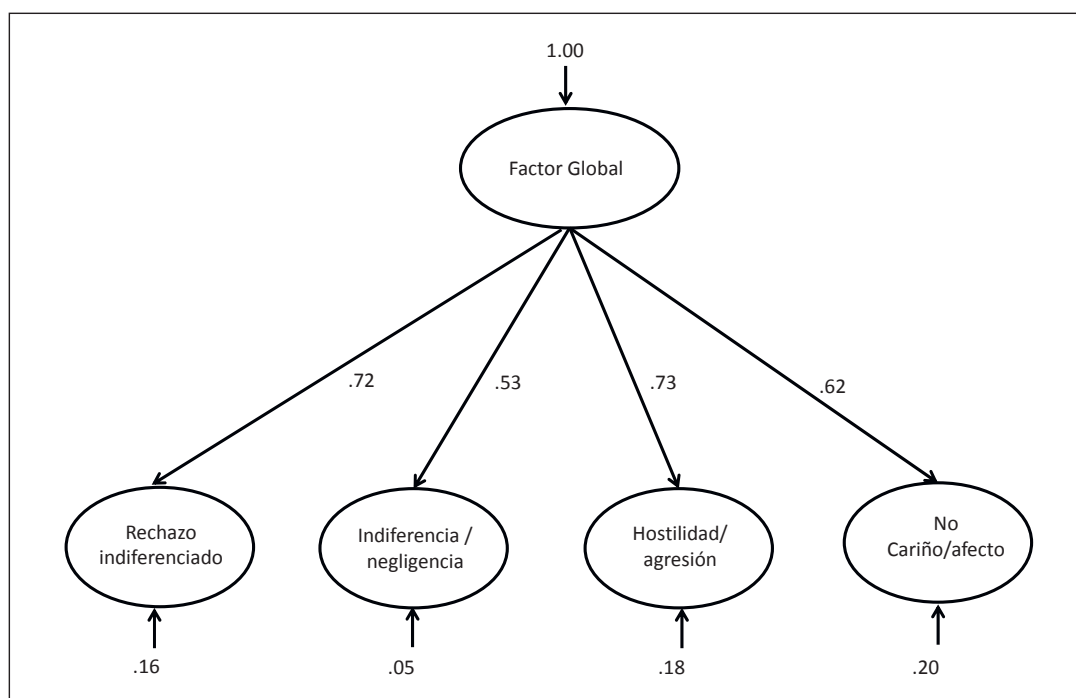 1.00
Factor Global
.72
.53
.73
.62
Rechazo
indiferenciado
Indiferencia /
negligencia
Hostilidad/
agresión
No
Cariño/afecto
.16
.05
.18
.20